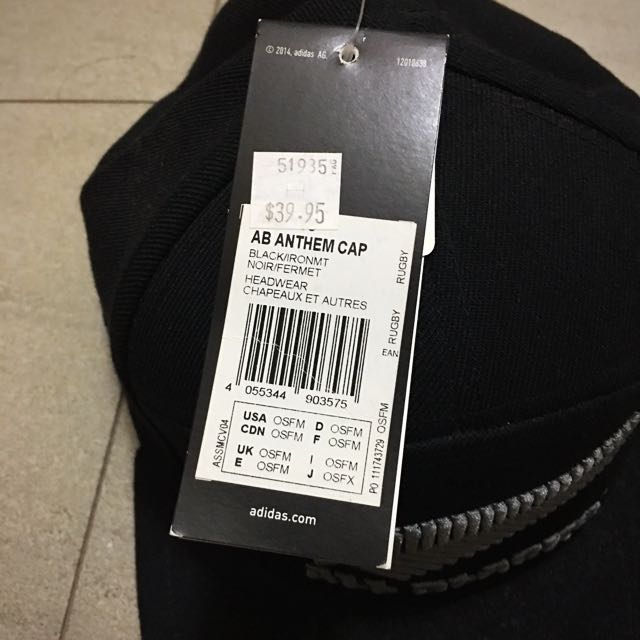 © 2014, adidas AG.
12010638
51935
$39.95
AB ANTHEM CAP
BLACK/IRONMT
NOIR/FERMET
HEADWEAR
CHAPEAUX ET AUTRES
RUGBY
RUGBY
EAN
4 055344 903575
USA OSFM D OSFM
CDN OSFM F OSFM
UK OSFM I OSFM
E OSFM J OSFX
ASSMCV04
PO 111743729 OSFM
adidas.com